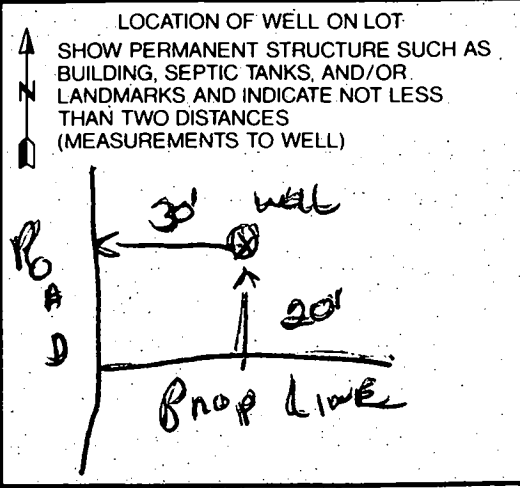 LOCATION OF WELL ON LOT
SHOW PERMANENT STRUCTURE SUCH AS
BUILDING, SEPTIC TANKS, AND/OR
LANDMARKS AND INDICATE NOT LESS
THAN TWO DISTANCES
(MEASUREMENTS TO WELL)
N
30' WELL
ROAD
20'
PROP LINE